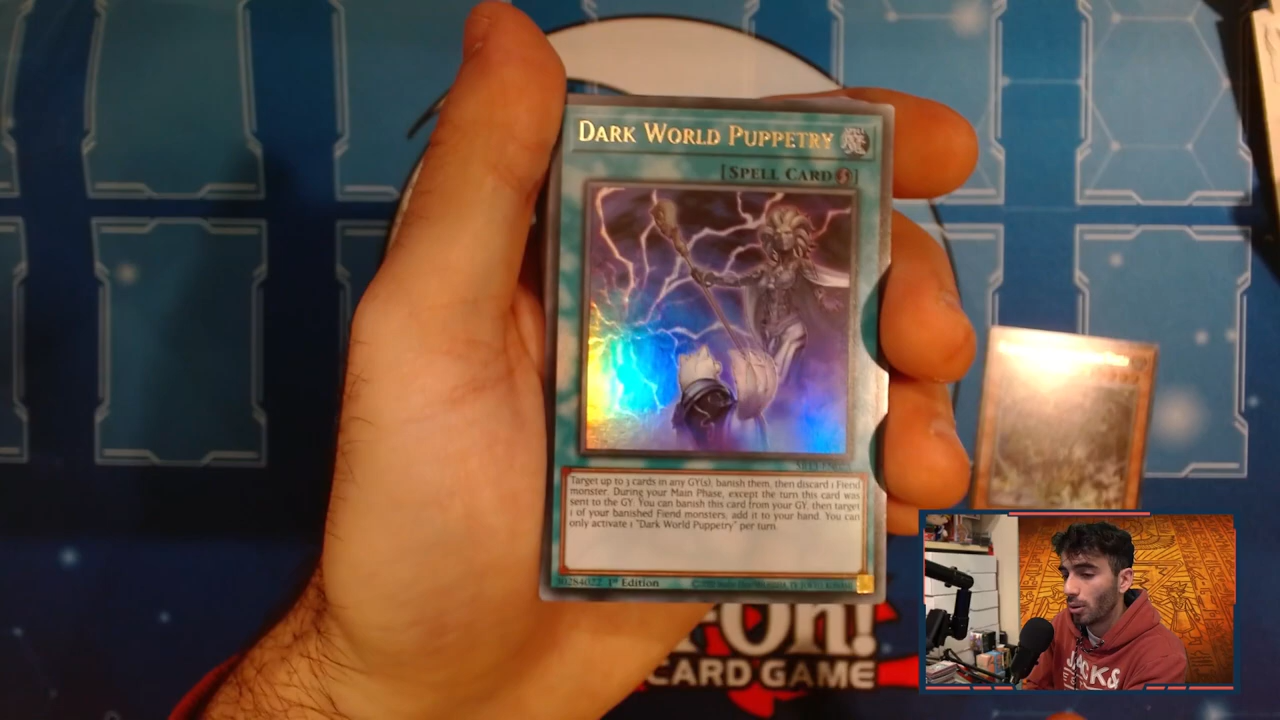 DARK WORLD PUPPETRY
[SPELL CARD]
Target up to 3 cards in any GY(s), banish them, then discard 1 Fiend
monster. During your Main Phase, except the turn this card was
sent to the GY: You can banish this card from your GY, then target
1 of your banished Fiend monsters; add it to your hand. You can
only activate 1 "Dark World Puppetry" per turn.
30284022 1st Edition
Oh!
CARD GAME
JACKS